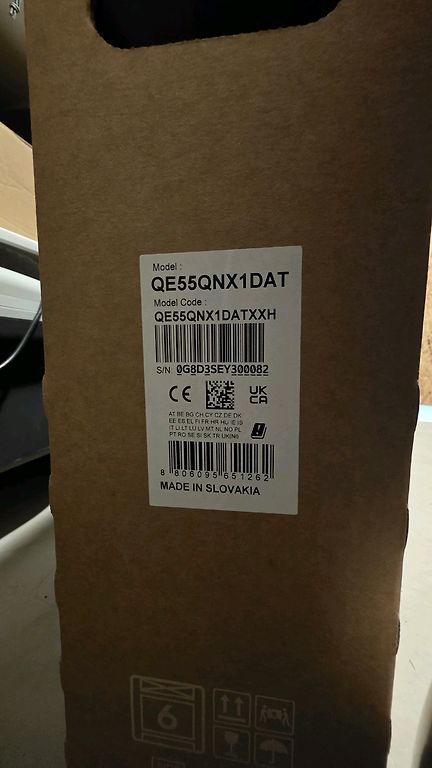 Model :
QE55QNX1DAT
Model Code :
QE55QNX1DATXXH
S/N 0G8D3SEY300082
CE
UK
CA
AT BE BG CH CY CZ DE DK
EE ES EL FI FR HR HU IE IS
IT LI LT LU LV MT NL NO PL
PT RO SE SI SK TR UK(NI)
8 806095 651262
MADE IN SLOVAKIA
6